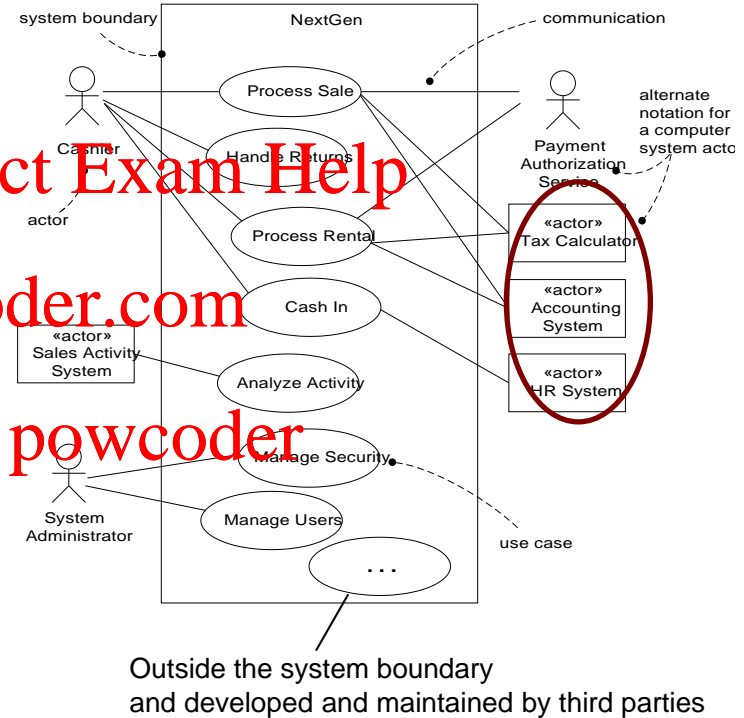 system boundary
NextGen
communication
Process Sale
alternate
notation for
a computer
system acto
Cashier
Handle Returns
Payment
Authorization
Service
ct Exam Help
actor
Process Rental
«actor»
Tax Calculator
oder.com
Cash In
«actor»
Accounting
System
«actor»
Sales Activity
System
Analyze Activity
«actor»
HR System
powcoder
Manage Security
System
Administrator
Manage Users
use case
. . .
Outside the system boundary
and developed and maintained by third parties